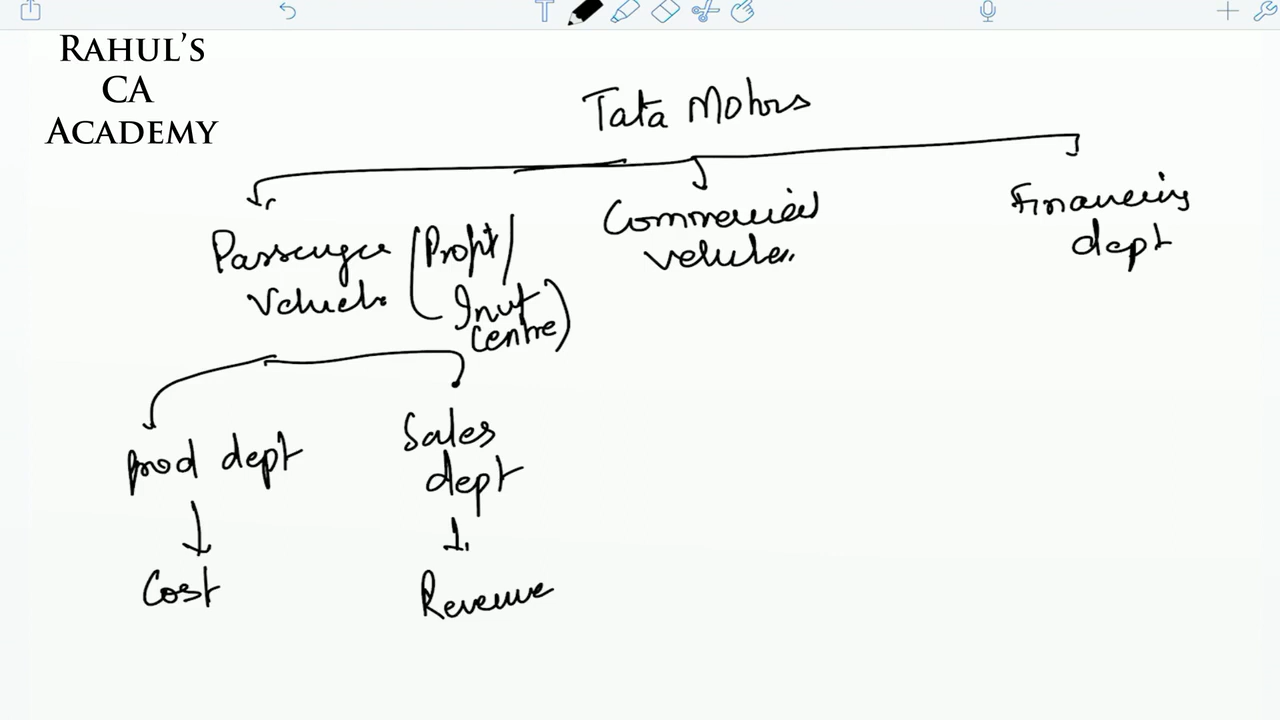 RAHUL'S
CA
ACADEMY
Tata Motors
Passenger
Vehicle
(Profit/
Invt
centre)
Commercial
vehicles
Financing
dept
prod dept
Sales
dept
Cost
Revenue